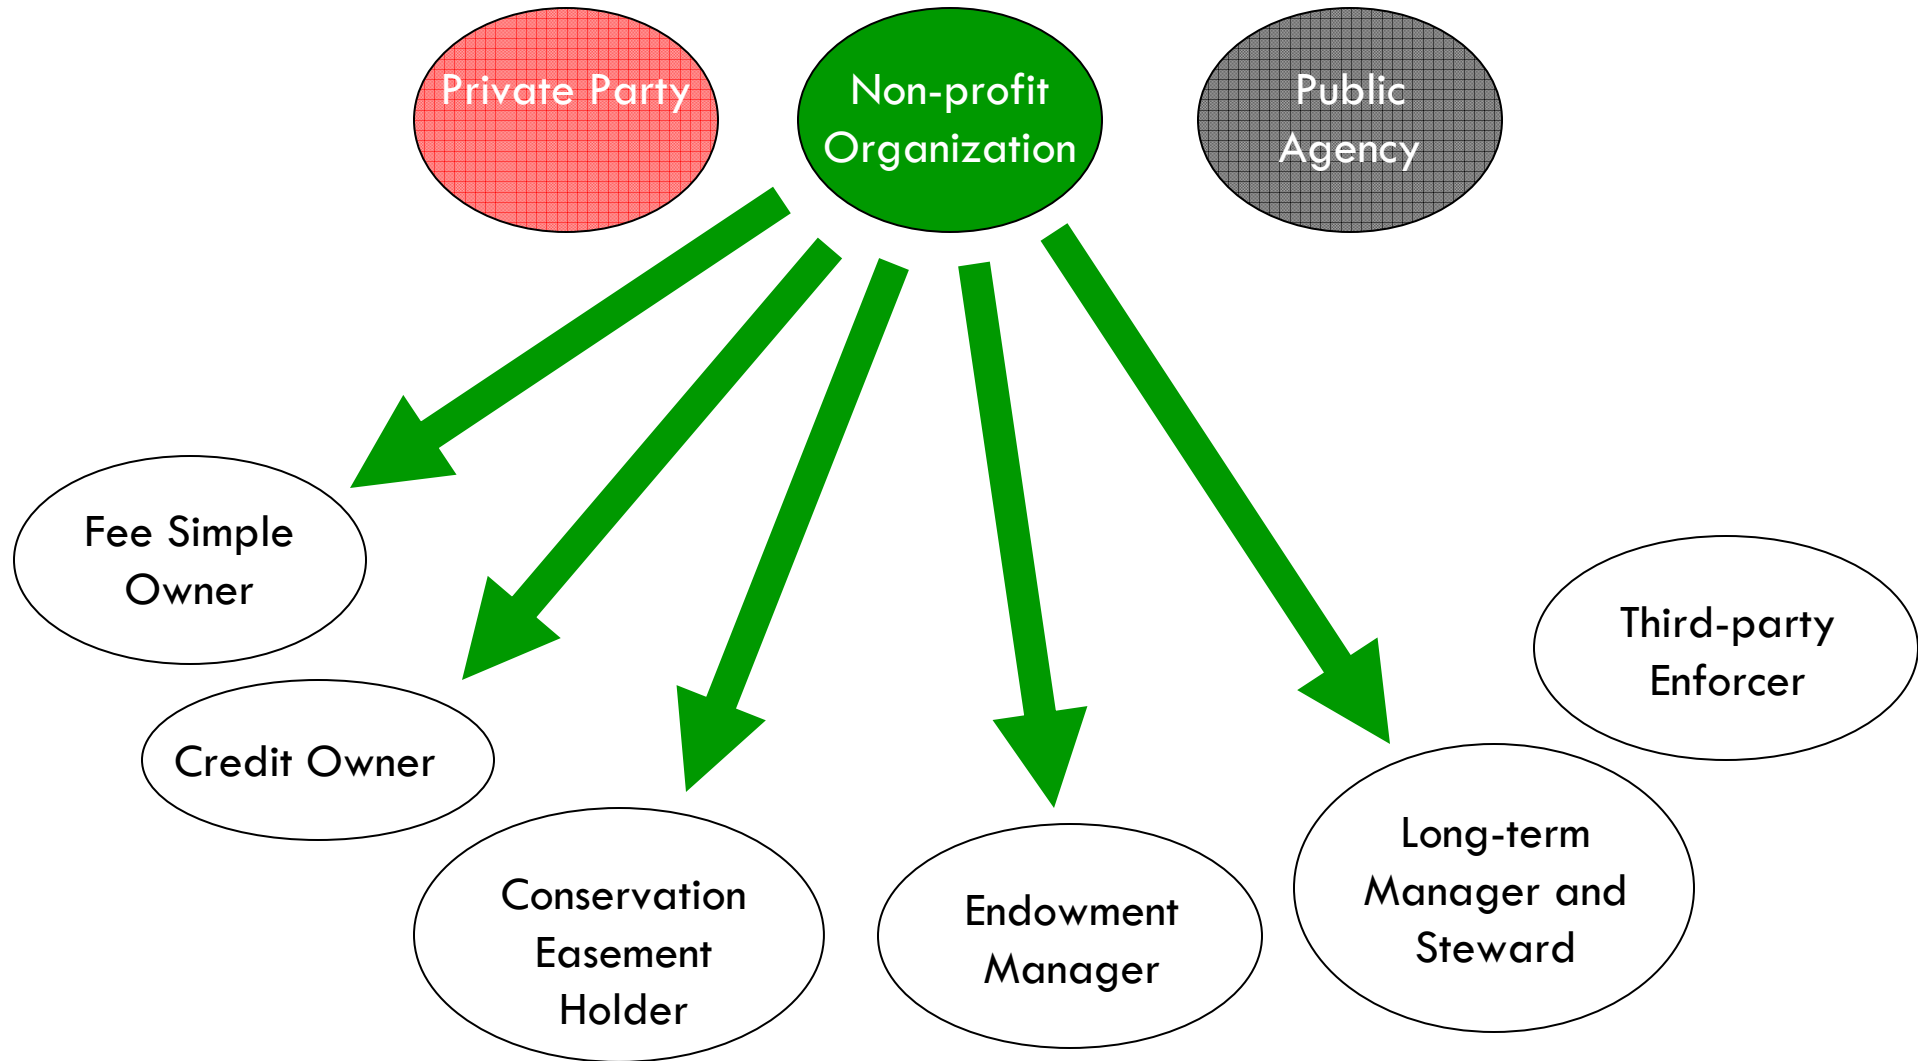 Private Party
Non-profit
Organization
Public
Agency
Fee Simple
Owner
Credit Owner
Conservation
Easement
Holder
Endowment
Manager
Long-term
Manager and
Steward
Third-party
Enforcer